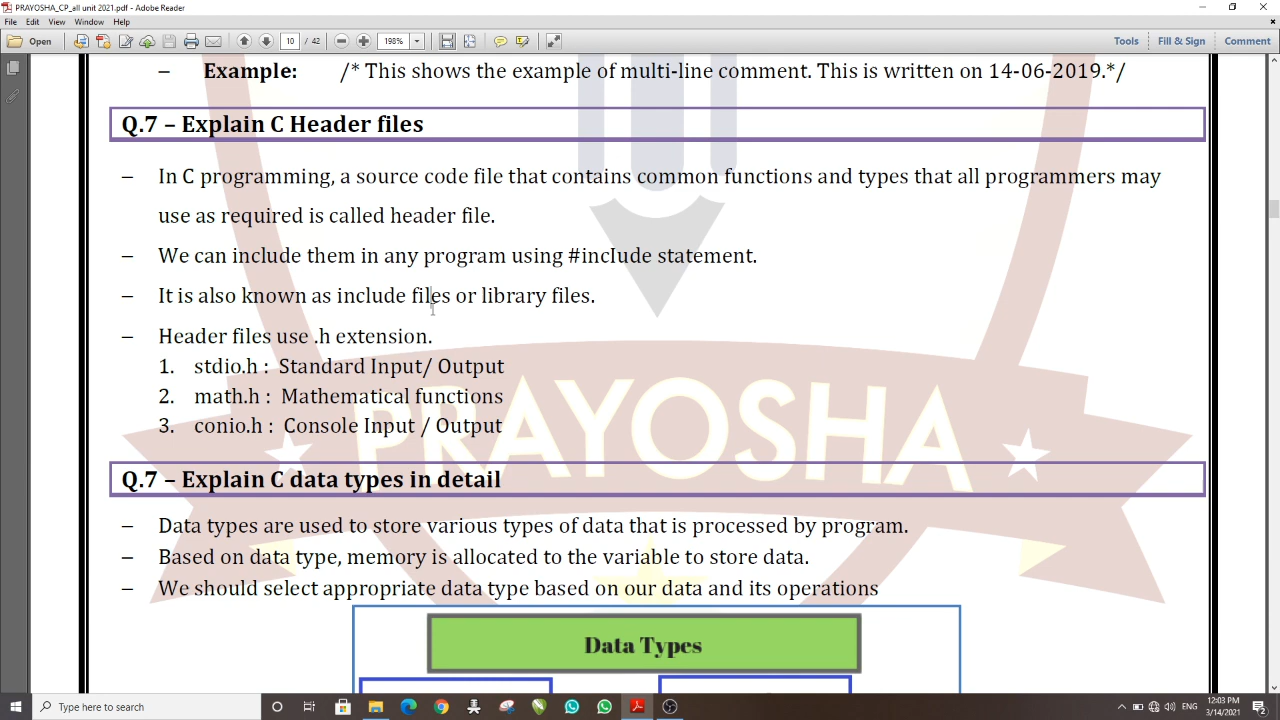 PRAYOSHA_CP_all unit 2021.pdf - Adobe Reader
File Edit View Window Help
Open 10 / 42 198% Tools Fill & Sign Comment
– Example: /* This shows the example of multi-line comment. This is written on 14-06-2019.*/
Q.7 – Explain C Header files
– In C programming, a source code file that contains common functions and types that all programmers may
use as required is called header file.
– We can include them in any program using #incIude statement.
– It is also known as include files or library files.
– Header files use .h extension.
1. stdio.h : Standard Input/ Output
2. math.h : Mathematical functions
3. conio.h : Console Input / Output
PRAYOSHA
Q.7 – Explain C data types in detail
– Data types are used to store various types of data that is processed by program.
– Based on data type, memory is allocated to the variable to store data.
– We should select appropriate data type based on our data and its operations
Data Types
Type here to search
ENG
12:03 PM
3/14/2021
2